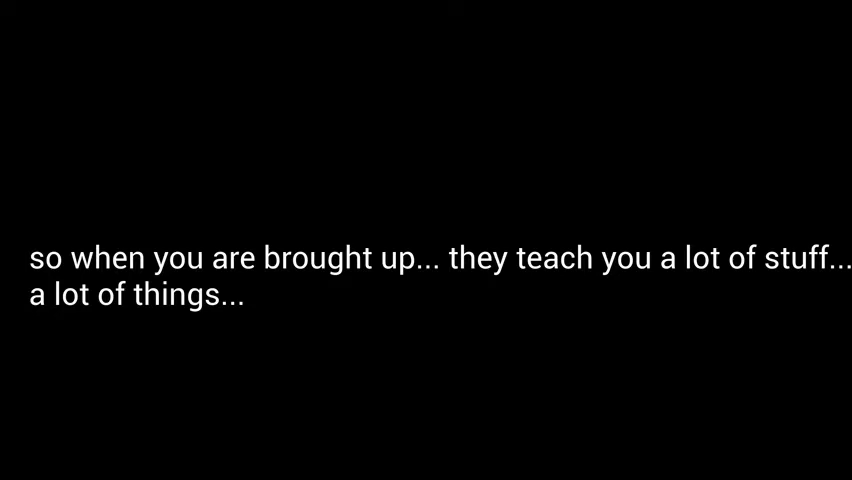 so when you are brought up... they teach you a lot of stuff...
a lot of things...